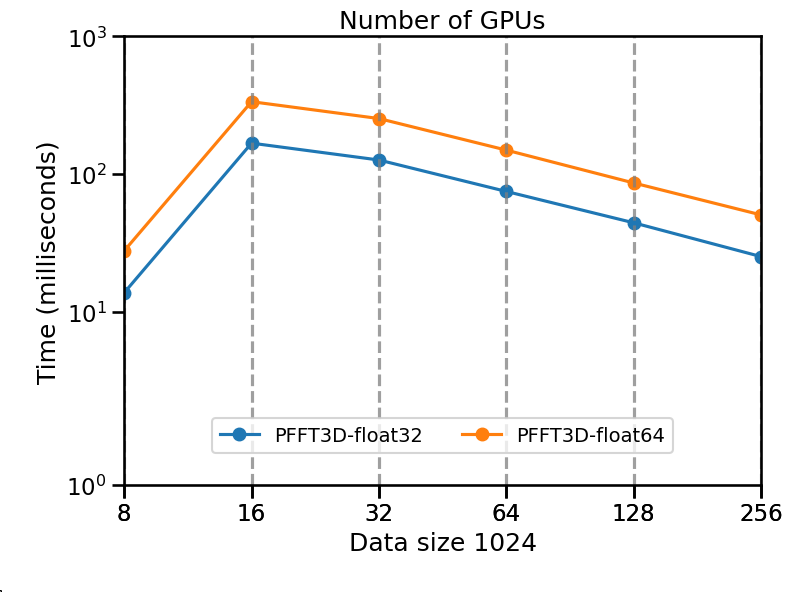 Number of GPUs
10³
10²
10¹
10⁰
Time (milliseconds)
PFFT3D-float32 PFFT3D-float64
8 16 32 64 128 256
Data size 1024